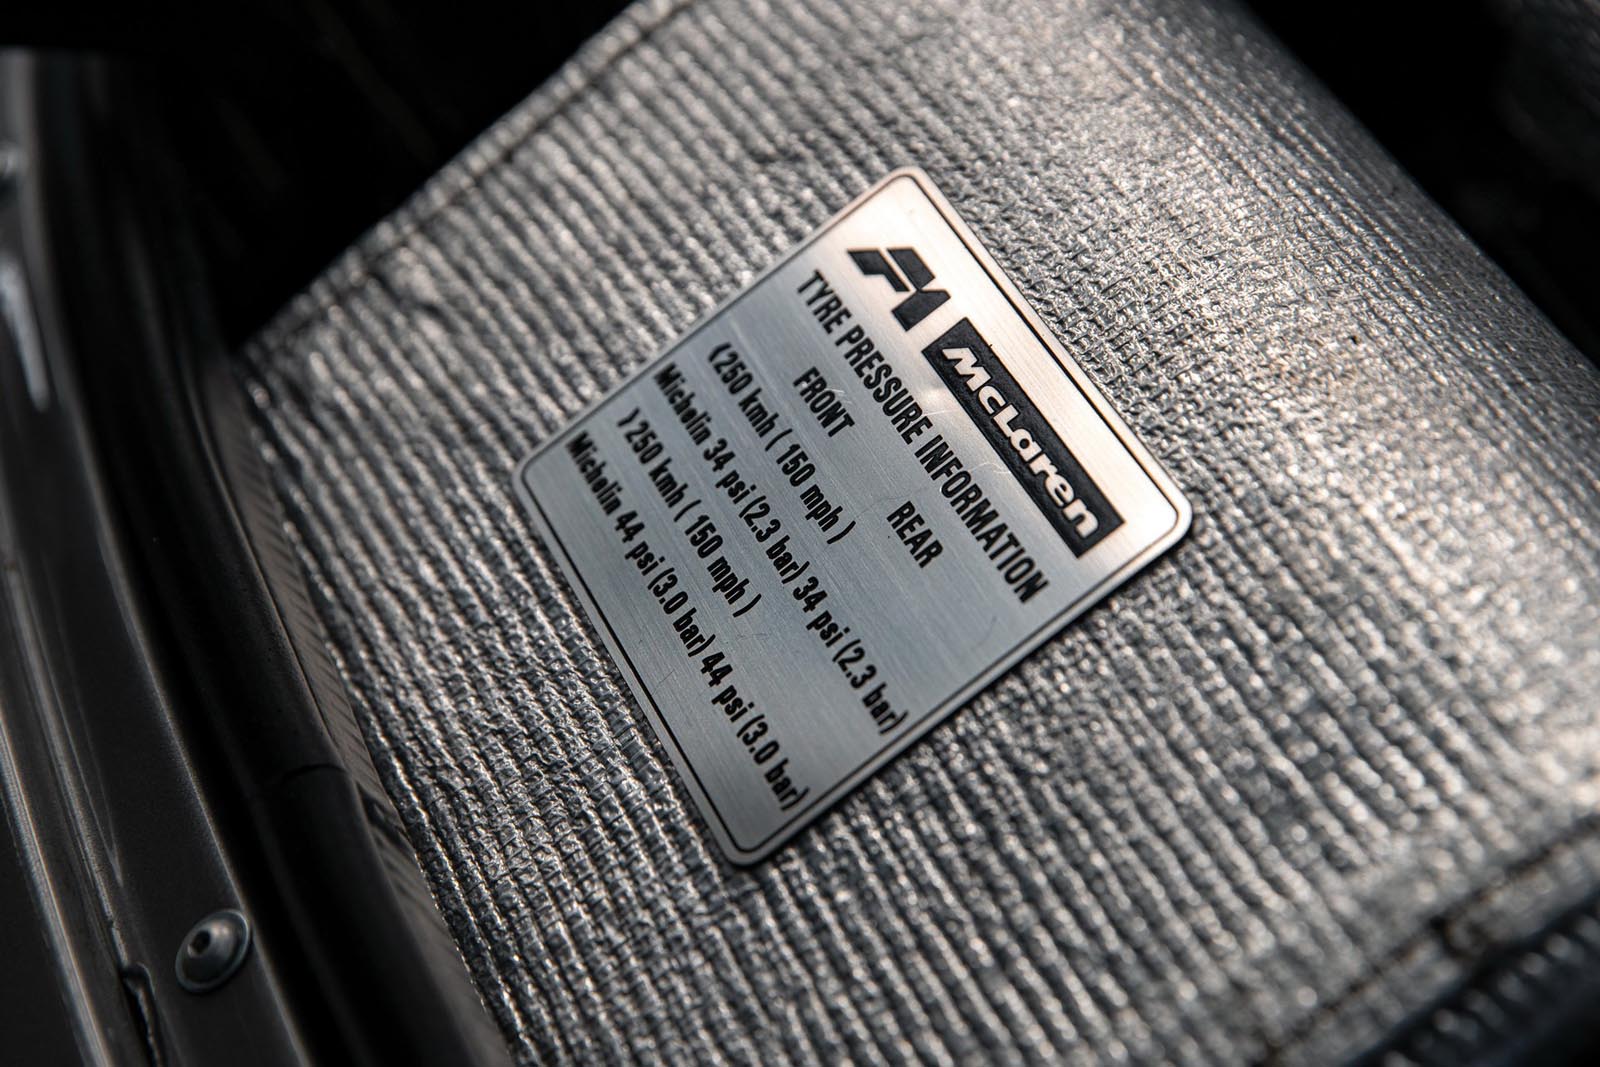 F1 McLaren
TYRE PRESSURE INFORMATION
FRONT REAR
⟨250 kmh ( 150 mph )
Michelin 34 psi (2.3 bar) 34 psi (2.3 bar)
⟩250 kmh ( 150 mph )
Michelin 44 psi (3.0 bar) 44 psi (3.0 bar)